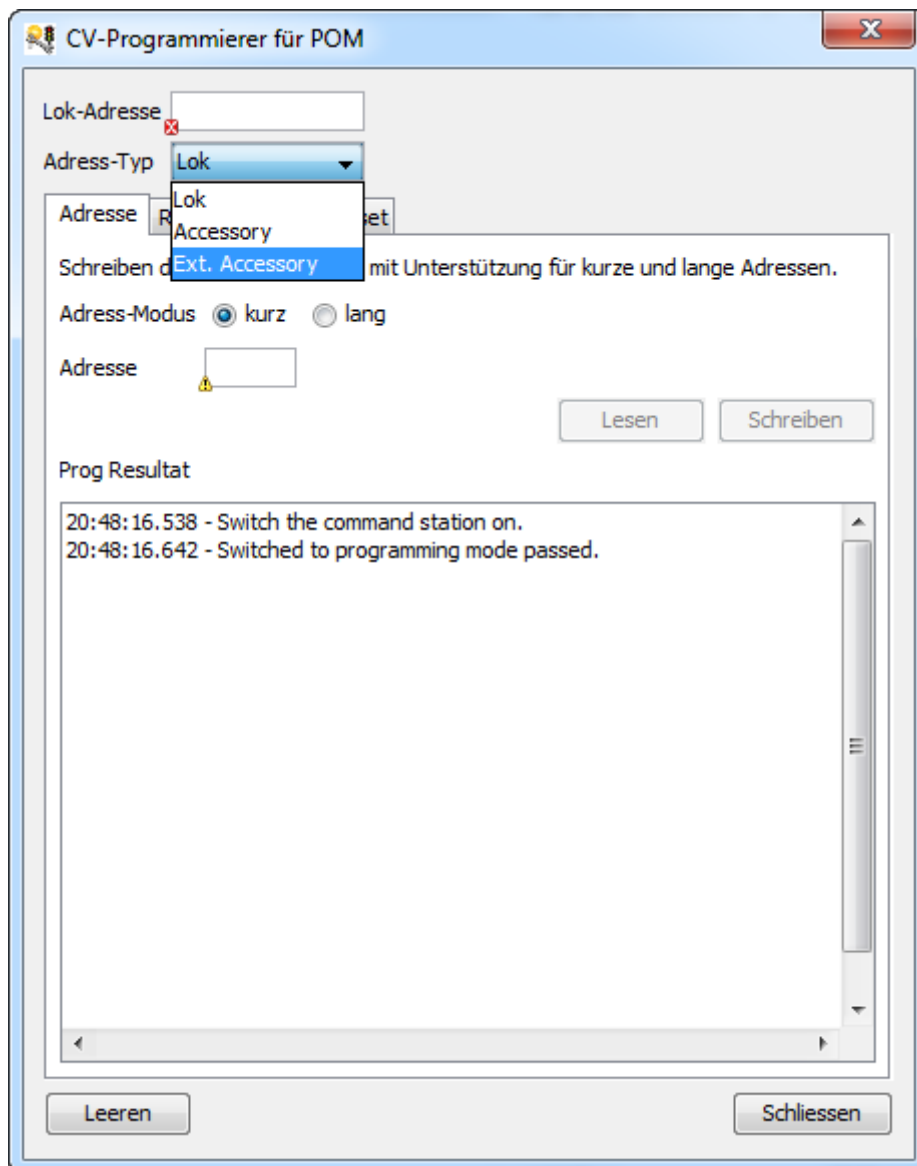 CV-Programmierer für POM
Lok-Adresse
Adress-Typ Lok
Lok
Accessory
Ext. Accessory
Adresse
Schreiben mit Unterstützung für kurze und lange Adressen.
Adress-Modus kurz lang
Adresse
Lesen Schreiben
Prog Resultat
20:48:16.538 - Switch the command station on.
20:48:16.642 - Switched to programming mode passed.
Leeren Schliessen